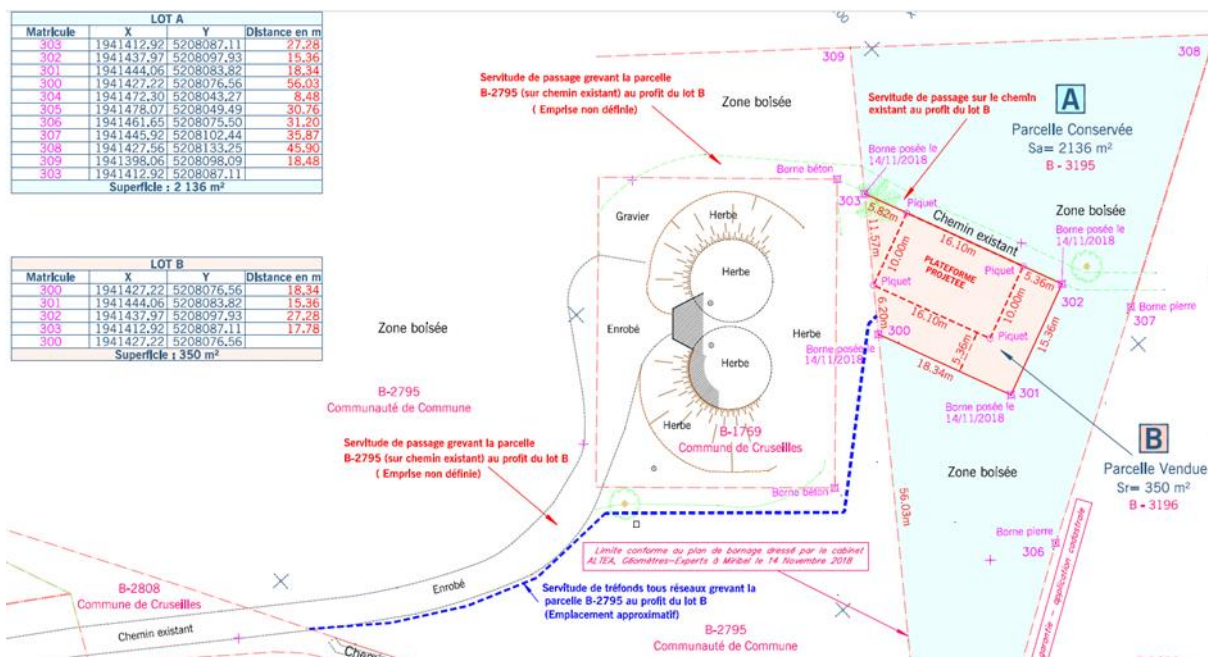 LOT A
Matricule X Y Distance en m
303 1941412.92 5208087.11 27.28
302 1941437.97 5208097.93 15.36
301 1941444.06 5208083.82 18.34
300 1941427.22 5208076.56 56.03
304 1941472.30 5208043.27 8.48
305 1941478.07 5208049.49 30.76
306 1941461.65 5208075.50 31.20
307 1941445.92 5208102.44 35.87
308 1941427.56 5208133.25 45.90
309 1941398.06 5208098.09 18.48
303 1941412.92 5208087.11
Superficie : 2 136 m²
LOT B
Matricule X Y Distance en m
300 1941427.22 5208076.56 18.34
301 1941444.06 5208083.82 15.36
302 1941437.97 5208097.93 27.28
303 1941412.92 5208087.11 17.78
300 1941427.22 5208076.56
Superficie : 350 m²
309
308
Servitude de passage grevant la parcelle
B-2795 (sur chemin existant) au profit du lot B
( Emprise non définie)
Zone boisée
Servitude de passage sur le chemin
existant au profit du lot B
A
Parcelle Conservée
Sa= 2136 m²
B - 3195
Borne posée le
14/11/2018
Borne béton
303
Piquet
5.82m
Chemin existant
Zone boisée
Borne posée le
14/11/2018
Gravier
Herbe
11.57m
10.00m
16.10m
PLATEFORME
PROJETEE
Piquet
5.36m
302
Herbe
Piquet
16.10m
10.00m
15.36m
Borne pierre
307
Zone boisée
Enrobé
Herbe
6.20m
300
Piquet
Borne posée le
14/11/2018
5.36m
18.34m
301
Borne posée le
14/11/2018
Herbe
B-2795
Communauté de Commune
Herbe
B-1769
Commune de Cruseilles
B
Parcelle Vendue
Sr= 350 m²
B - 3196
Servitude de passage grevant la parcelle
B-2795 (sur chemin existant) au profit du lot B
( Emprise non définie)
Zone boisée
Borne béton
56.03m
Borne pierre
306
Limite conforme au plan de bornage dressé par le cabinet
ALTEA, Géomètres-Experts à Miribel le 14 Novembre 2018
application cadastrale
B-2808
Commune de Cruseilles
Enrobé
Servitude de tréfonds tous réseaux grevant la
parcelle B-2795 au profit du lot B
(Emplacement approximatif)
Chemin existant
B-2795
Communauté de Commune